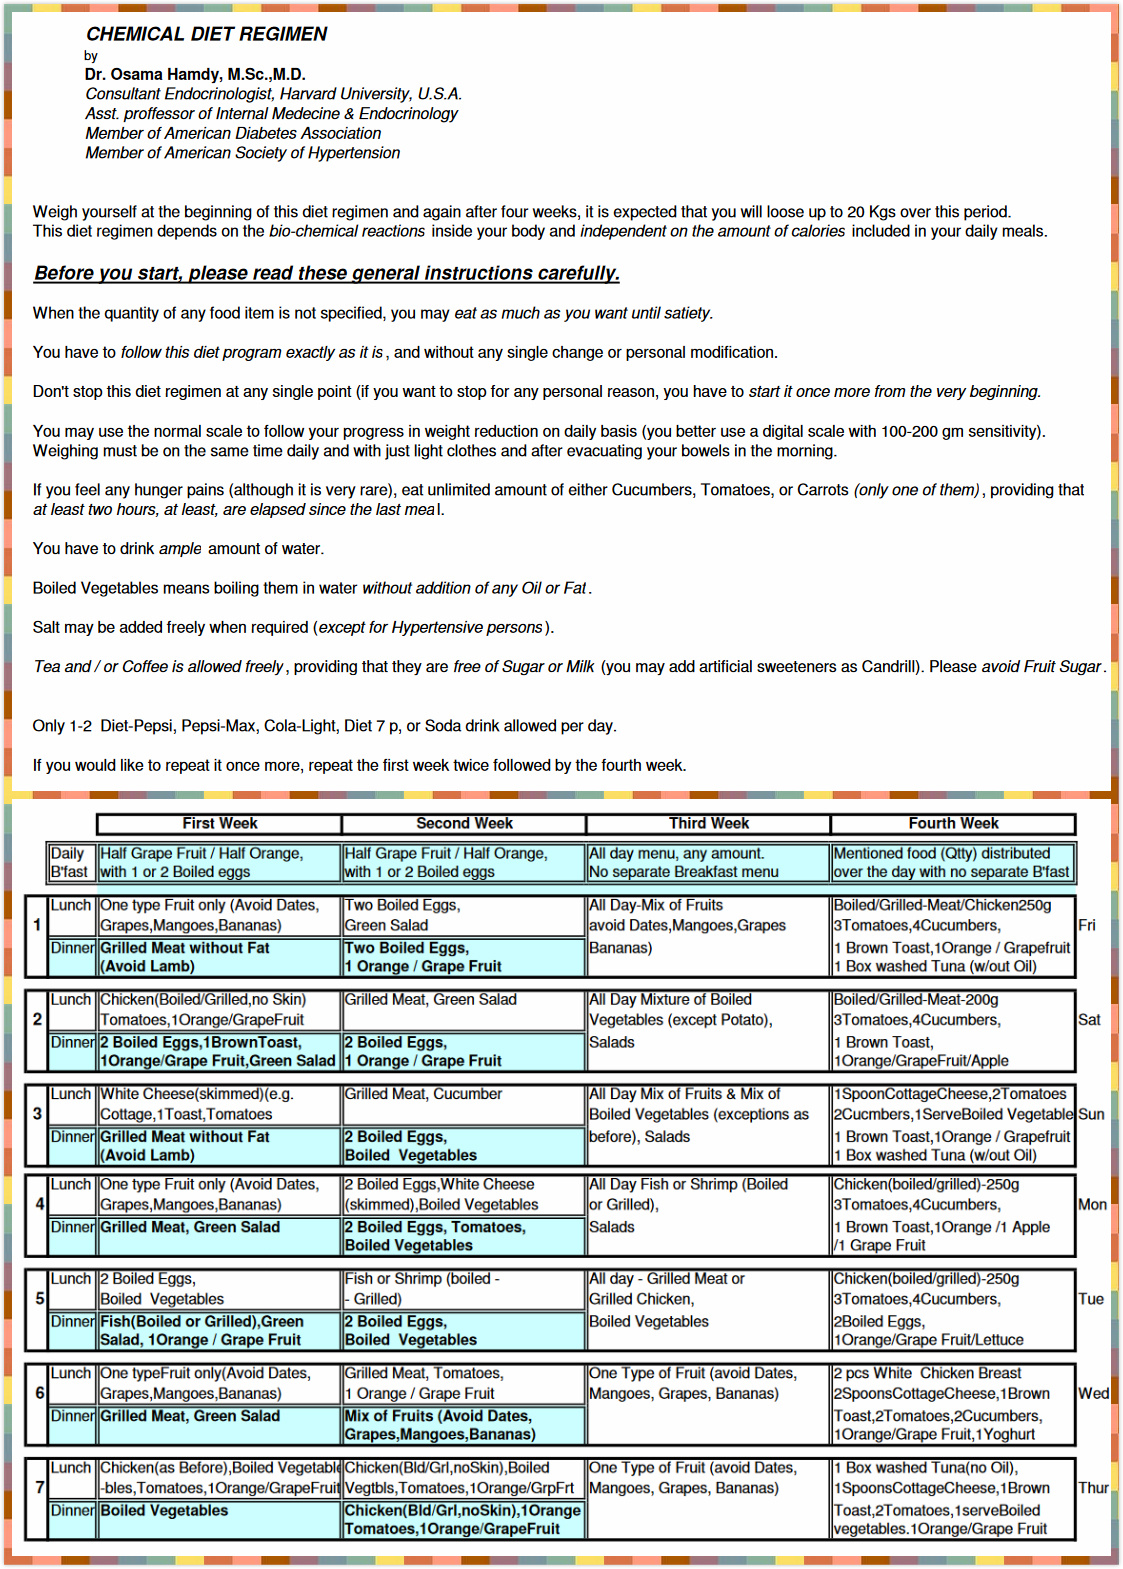 CHEMICAL DIET REGIMEN
by
Dr. Osama Hamdy, M.Sc.,M.D.
Consultant Endocrinologist, Harvard University, U.S.A.
Asst. proffessor of Internal Medecine & Endocrinology
Member of American Diabetes Association
Member of American Society of Hypertension
Weigh yourself at the beginning of this diet regimen and again after four weeks, it is expected that you will loose up to 20 Kgs over this period.
This diet regimen depends on the bio-chemical reactions inside your body and independent on the amount of calories included in your daily meals.
Before you start, please read these general instructions carefully.
When the quantity of any food item is not specified, you may eat as much as you want until satiety.
You have to follow this diet program exactly as it is, and without any single change or personal modification.
Don't stop this diet regimen at any single point (if you want to stop for any personal reason, you have to start it once more from the very beginning.
You may use the normal scale to follow your progress in weight reduction on daily basis (you better use a digital scale with 100-200 gm sensitivity).
Weighing must be on the same time daily and with just light clothes and after evacuating your bowels in the morning.
If you feel any hunger pains (although it is very rare), eat unlimited amount of either Cucumbers, Tomatoes, or Carrots (only one of them), providing that
at least two hours, at least, are elapsed since the last meal.
You have to drink ample amount of water.
Boiled Vegetables means boiling them in water without addition of any Oil or Fat.
Salt may be added freely when required (except for Hypertensive persons).
Tea and / or Coffee is allowed freely, providing that they are free of Sugar or Milk (you may add artificial sweeteners as Candrill). Please avoid Fruit Sugar.
Only 1-2 Diet-Pepsi, Pepsi-Max, Cola-Light, Diet 7 p, or Soda drink allowed per day.
If you would like to repeat it once more, repeat the first week twice followed by the fourth week.
First Week Second Week Third Week Fourth Week
Daily Half Grape Fruit / Half Orange, Half Grape Fruit / Half Orange, All day menu, any amount. Mentioned food (Qtty) distributed
B'fast with 1 or 2 Boiled eggs with 1 or 2 Boiled eggs No separate Breakfast menu over the day with no separate B'fast
Lunch One type Fruit only (Avoid Dates, Two Boiled Eggs, All Day-Mix of Fruits Boiled/Grilled-Meat/Chicken250g
1 Grapes,Mangoes,Bananas) Green Salad avoid Dates,Mangoes,Grapes 3Tomatoes,4Cucumbers, Fri
Dinner Grilled Meat without Fat Two Boiled Eggs, Bananas) 1 Brown Toast,1Orange / Grapefruit
(Avoid Lamb) 1 Orange / Grape Fruit 1 Box washed Tuna (w/out Oil)
Lunch Chicken(Boiled/Grilled,no Skin) Grilled Meat, Green Salad All Day Mixture of Boiled Boiled/Grilled-Meat-200g
2 Tomatoes,1Orange/GrapeFruit Vegetables (except Potato), 3Tomatoes,4Cucumbers, Sat
Dinner 2 Boiled Eggs,1BrownToast, 2 Boiled Eggs, Salads 1 Brown Toast,
1Orange/Grape Fruit,Green Salad 1 Orange / Grape Fruit 1Orange/GrapeFruit/Apple
Lunch White Cheese(skimmed)(e.g. Grilled Meat, Cucumber All Day Mix of Fruits & Mix of 1SpoonCottageCheese,2Tomatoes
3 Cottage,1Toast,Tomatoes Boiled Vegetables (exceptions as 2Cucmbers,1ServeBoiled Vegetable Sun
Dinner Grilled Meat without Fat 2 Boiled Eggs, before), Salads 1 Brown Toast,1Orange / Grapefruit
(Avoid Lamb) Boiled Vegetables 1 Box washed Tuna (w/out Oil)
Lunch One type Fruit only (Avoid Dates, 2 Boiled Eggs,White Cheese All Day Fish or Shrimp (Boiled Chicken(boiled/grilled)-250g
4 Grapes,Mangoes,Bananas) (skimmed),Boiled Vegetables or Grilled), 3Tomatoes,4Cucumbers, Mon
Dinner Grilled Meat, Green Salad 2 Boiled Eggs, Tomatoes, Salads 1 Brown Toast,1Orange /1 Apple
Boiled Vegetables /1 Grape Fruit
Lunch 2 Boiled Eggs, Fish or Shrimp (boiled - All day - Grilled Meat or Chicken(boiled/grilled)-250g
5 Boiled Vegetables - Grilled) Grilled Chicken, 3Tomatoes,4Cucumbers, Tue
Dinner Fish(Boiled or Grilled),Green 2 Boiled Eggs, Boiled Vegetables 2Boiled Eggs,
Salad, 1Orange / Grape Fruit Boiled Vegetables 1Orange/Grape Fruit/Lettuce
Lunch One typeFruit only(Avoid Dates, Grilled Meat, Tomatoes, One Type of Fruit (avoid Dates, 2 pcs White Chicken Breast
6 Grapes,Mangoes,Bananas) 1 Orange / Grape Fruit Mangoes, Grapes, Bananas) 2SpoonsCottageCheese,1Brown Wed
Dinner Grilled Meat, Green Salad Mix of Fruits (Avoid Dates, Toast,2Tomatoes,2Cucumbers,
Grapes,Mangoes,Bananas) 1Orange/Grape Fruit,1Yoghurt
Lunch Chicken(as Before),Boiled Vegetable Chicken(Bld/Grl,noSkin),Boiled One Type of Fruit (avoid Dates, 1 Box washed Tuna(no Oil),
7 -bles,Tomatoes,1Orange/GrapeFruit Vegtbls,Tomatoes,1Orange/GrpFrt Mangoes, Grapes, Bananas) 1SpoonsCottageCheese,1Brown Thur
Dinner Boiled Vegetables Chicken(Bld/Grl,noSkin),1Orange Toast,2Tomatoes,1serveBoiled
Tomatoes,1Orange/GrapeFruit vegetables.1Orange/Grape Fruit